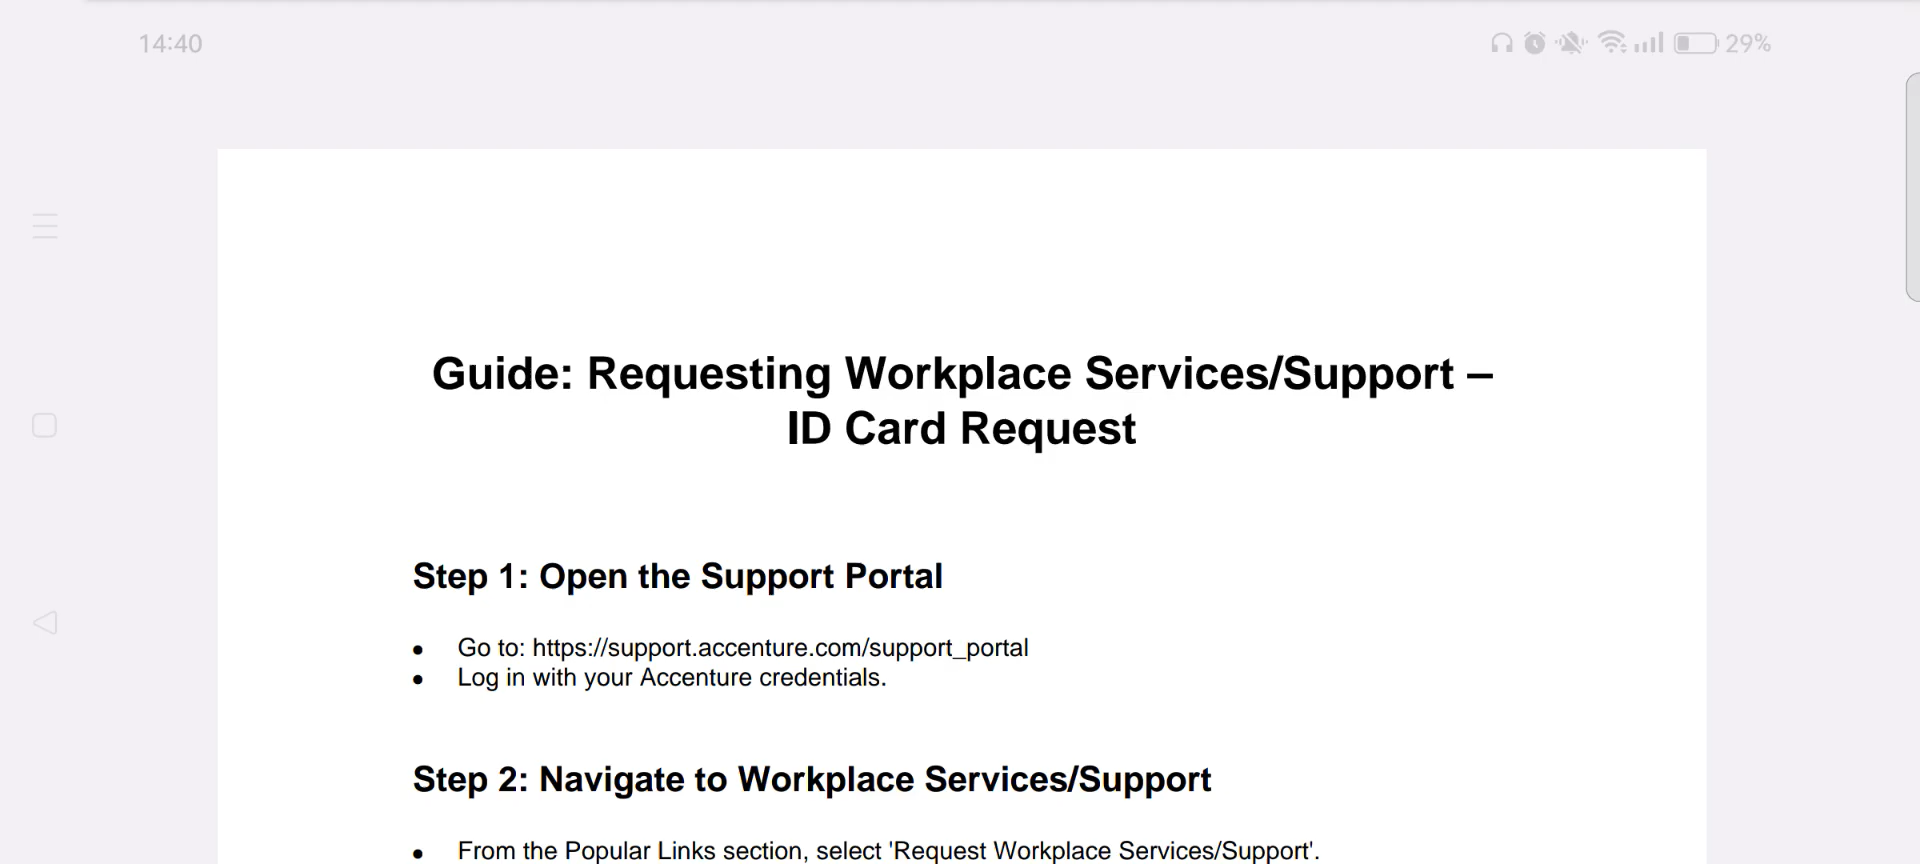 14:40
29%
Guide: Requesting Workplace Services/Support –
ID Card Request
Step 1: Open the Support Portal
• Go to: https://support.accenture.com/support_portal
• Log in with your Accenture credentials.
Step 2: Navigate to Workplace Services/Support
• From the Popular Links section, select 'Request Workplace Services/Support'.